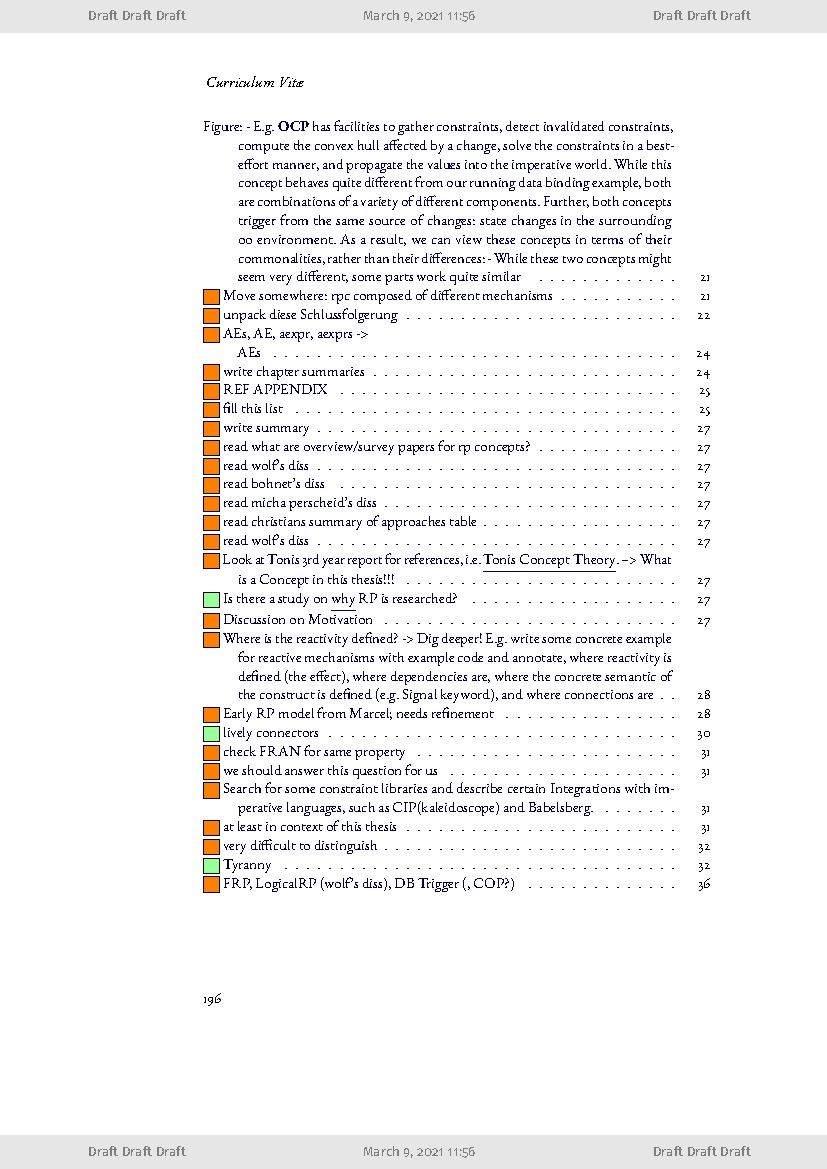 Draft Draft Draft March 9, 2021 11:56 Draft Draft Draft
Curriculum Vitæ
Figure: - E.g. OCP has facilities to gather constraints, detect invalidated constraints,
compute the convex hull affected by a change, solve the constraints in a best-
effort manner, and propagate the values into the imperative world. While this
concept behaves quite different from our running data binding example, both
are combinations of a variety of different components. Further, both concepts
trigger from the same source of changes: state changes in the surrounding
oo environment. As a result, we can view these concepts in terms of their
commonalities, rather than their differences: - While these two concepts might
seem very different, some parts work quite similar . . . . . . . . . . . . . 21
Move somewhere: rpc composed of different mechanisms . . . . . . . . . . . 21
unpack diese Schlussfolgerung . . . . . . . . . . . . . . . . . . . . . . . . . 22
AEs, AE, aexpr, aexprs ->
AEs . . . . . . . . . . . . . . . . . . . . . . . . . . . . . . . . . . . . . 24
write chapter summaries . . . . . . . . . . . . . . . . . . . . . . . . . . . . 24
REF APPENDIX . . . . . . . . . . . . . . . . . . . . . . . . . . . . . . . 25
fill this list . . . . . . . . . . . . . . . . . . . . . . . . . . . . . . . . . . . 25
write summary . . . . . . . . . . . . . . . . . . . . . . . . . . . . . . . . . 27
read what are overview/survey papers for rp concepts? . . . . . . . . . . . . . 27
read wolf's diss . . . . . . . . . . . . . . . . . . . . . . . . . . . . . . . . . 27
read bohnet's diss . . . . . . . . . . . . . . . . . . . . . . . . . . . . . . . 27
read micha perscheid's diss . . . . . . . . . . . . . . . . . . . . . . . . . . . 27
read christians summary of approaches table . . . . . . . . . . . . . . . . . . 27
read wolf's diss . . . . . . . . . . . . . . . . . . . . . . . . . . . . . . . . . 27
Look at Tonis 3rd year report for references, i.e. Tonis Concept Theory. –> What
is a Concept in this thesis!!! . . . . . . . . . . . . . . . . . . . . . . . . . 27
Is there a study on why RP is researched? . . . . . . . . . . . . . . . . . . . 27
Discussion on Motivation . . . . . . . . . . . . . . . . . . . . . . . . . . . 27
Where is the reactivity defined? -> Dig deeper! E.g. write some concrete example
for reactive mechanisms with example code and annotate, where reactivity is
defined (the effect), where dependencies are, where the concrete semantic of
the construct is defined (e.g. Signal keyword), and where connections are . . 28
Early RP model from Marcel; needs refinement . . . . . . . . . . . . . . . . 28
lively connectors . . . . . . . . . . . . . . . . . . . . . . . . . . . . . . . . 30
check FRAN for same property . . . . . . . . . . . . . . . . . . . . . . . . 31
we should answer this question for us . . . . . . . . . . . . . . . . . . . . . 31
Search for some constraint libraries and describe certain Integrations with im-
perative languages, such as CIP(kaleidoscope) and Babelsberg. . . . . . . . 31
at least in context of this thesis . . . . . . . . . . . . . . . . . . . . . . . . . 31
very difficult to distinguish . . . . . . . . . . . . . . . . . . . . . . . . . . . 32
Tyranny . . . . . . . . . . . . . . . . . . . . . . . . . . . . . . . . . . . . 32
FRP, LogicalRP (wolf's diss), DB Trigger (, COP?) . . . . . . . . . . . . . . 36
196
Draft Draft Draft March 9, 2021 11:56 Draft Draft Draft